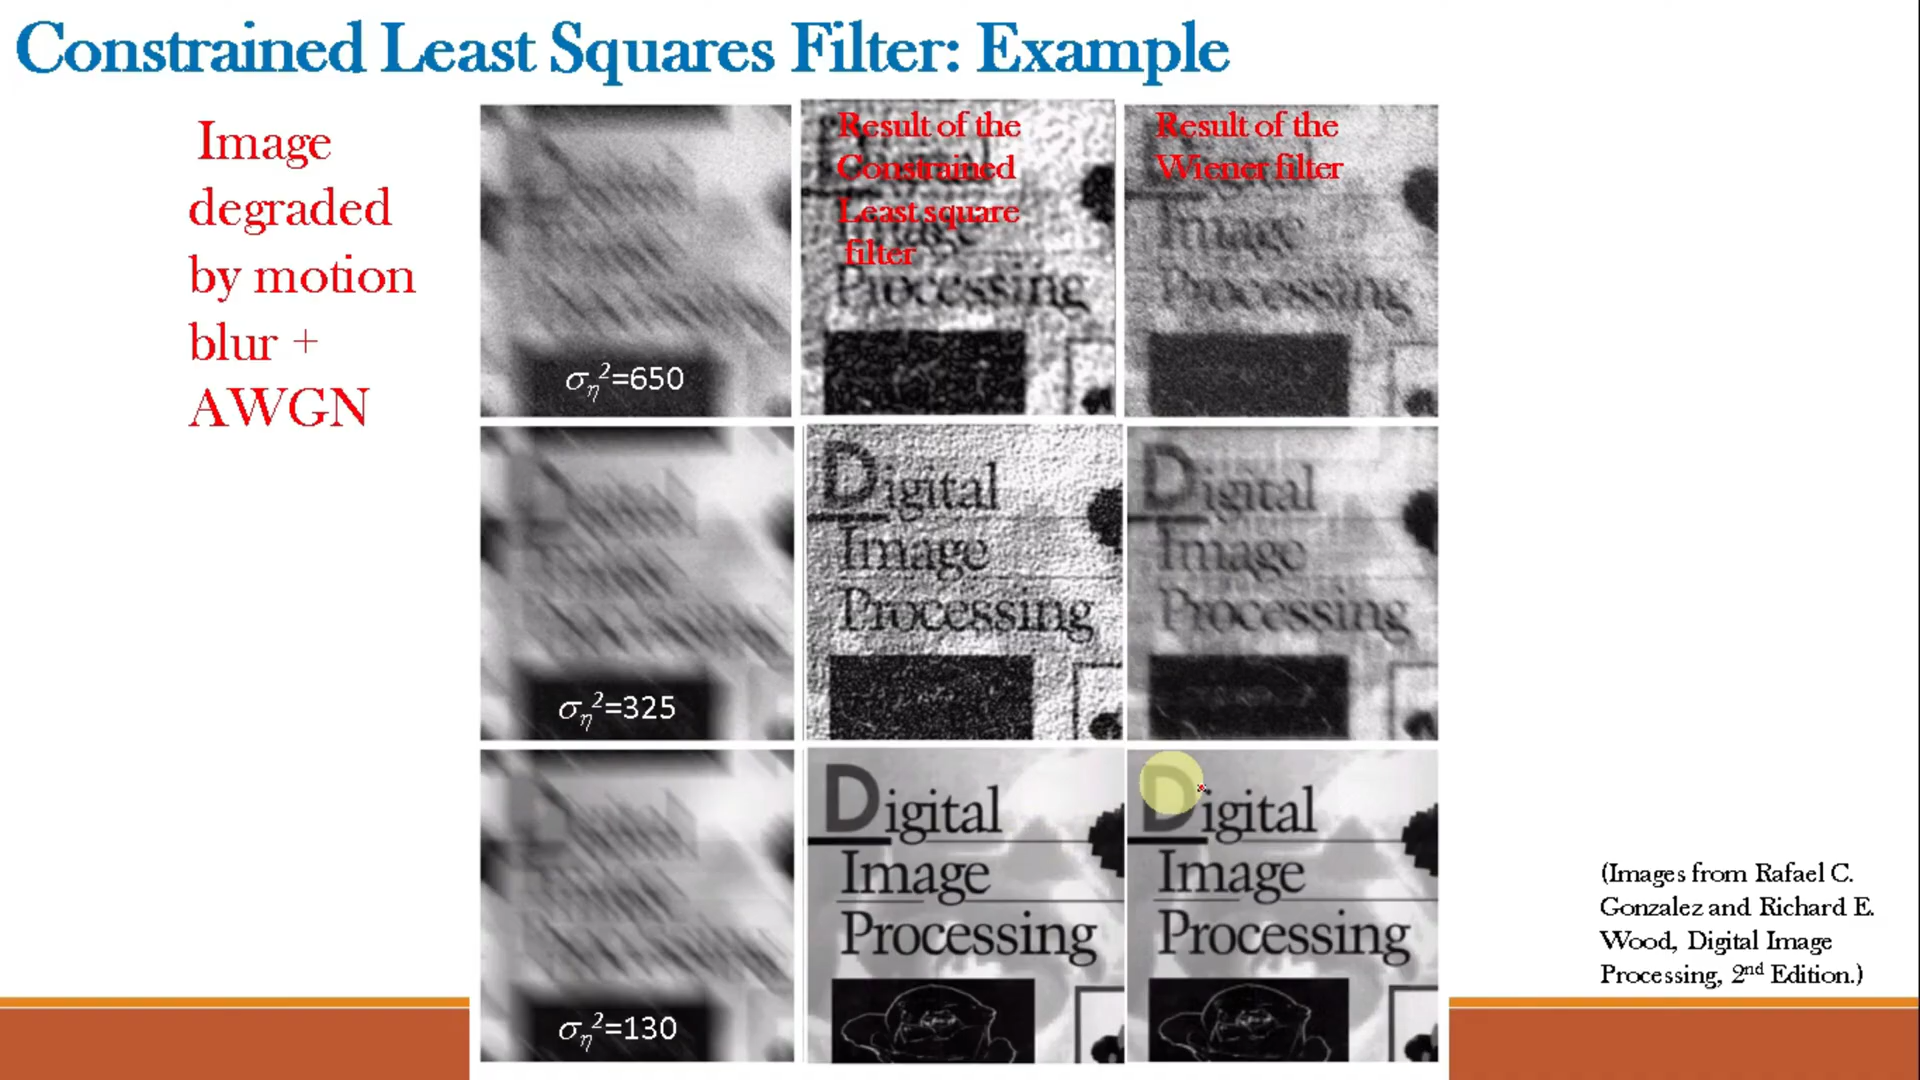 Constrained Least Squares Filter: Example
Image
degraded
by motion
blur +
AWGN
Result of the
Constrained
Least square
filter
Image
Processing
Result of the
Wiener filter
Image
Processing
σ_η²=650
Digital
Image
Processing
Digital
Image
Processing
σ_η²=325
Digital
Image
Processing
Digital
Image
Processing
σ_η²=130
(Images from Rafael C.
Gonzalez and Richard E.
Wood, Digital Image
Processing, 2nd Edition.)